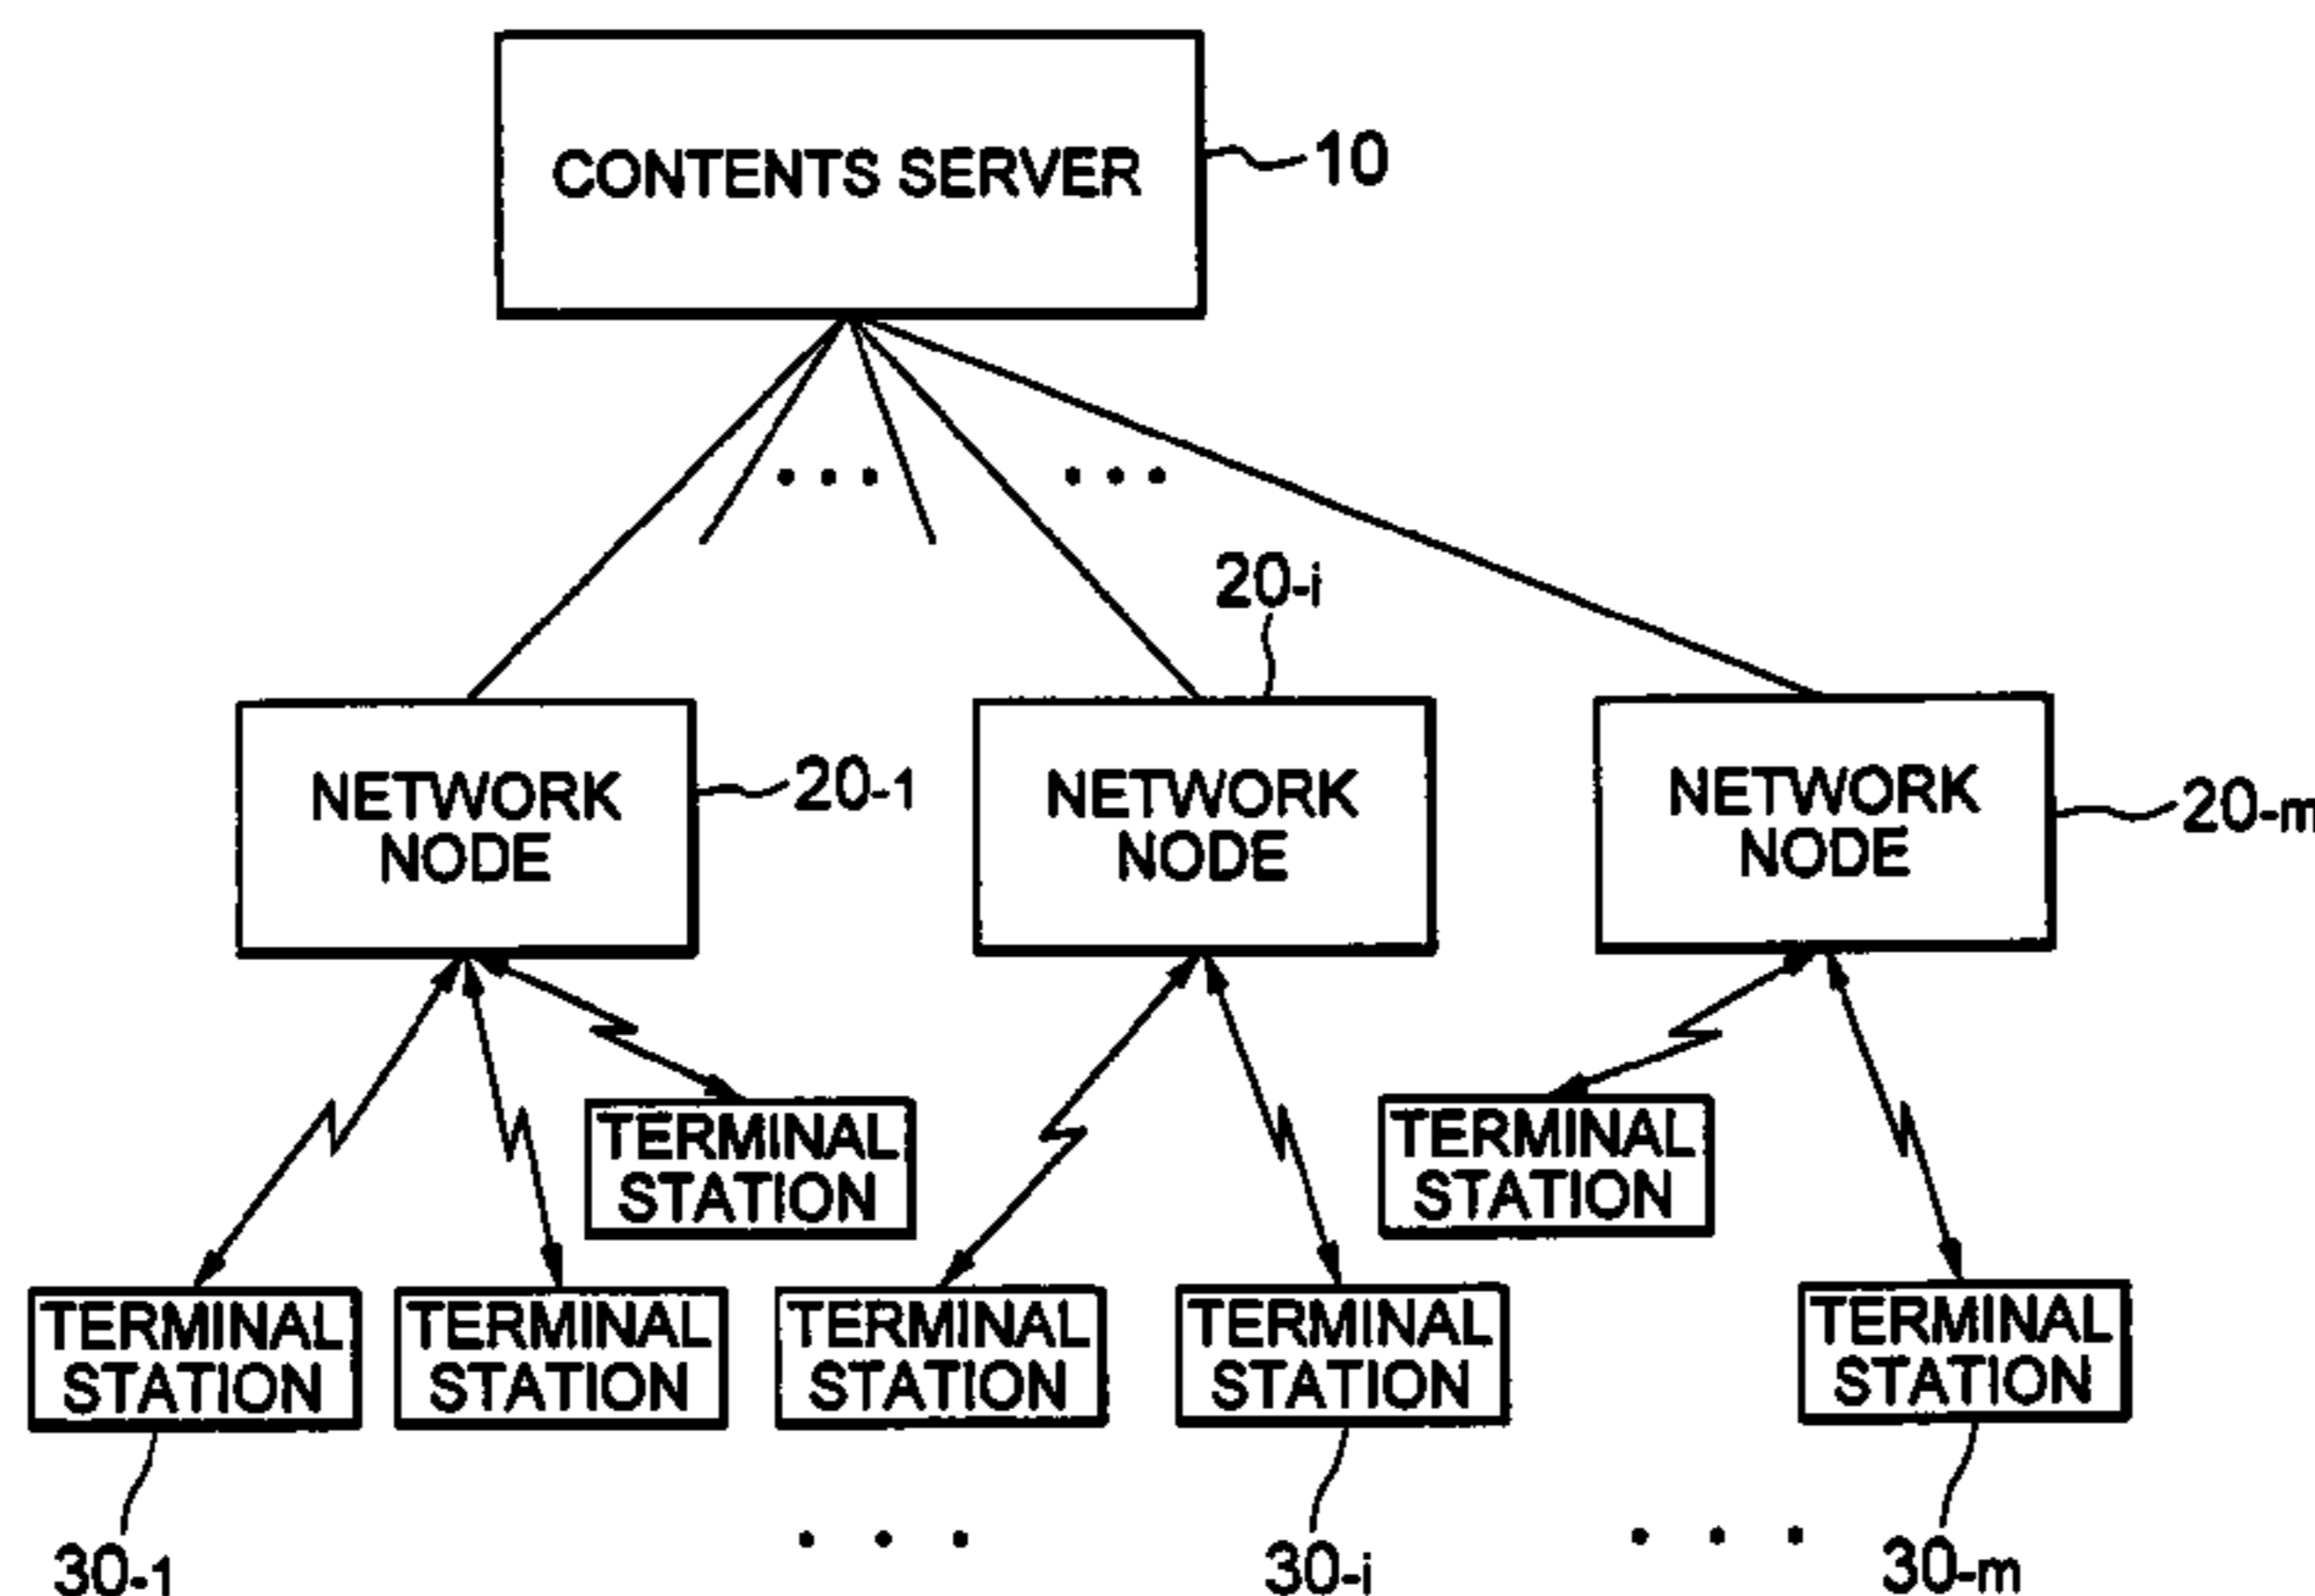 CONTENTS SERVER
10
20-i
NETWORK
NODE
20-1
NETWORK
NODE
NETWORK
NODE
20-m
TERMINAL
STATION
TERMINAL
STATION
TERMINAL
STATION
TERMINAL
STATION
TERMINAL
STATION
TERMINAL
STATION
TERMINAL
STATION
30-1
30-i
30-m